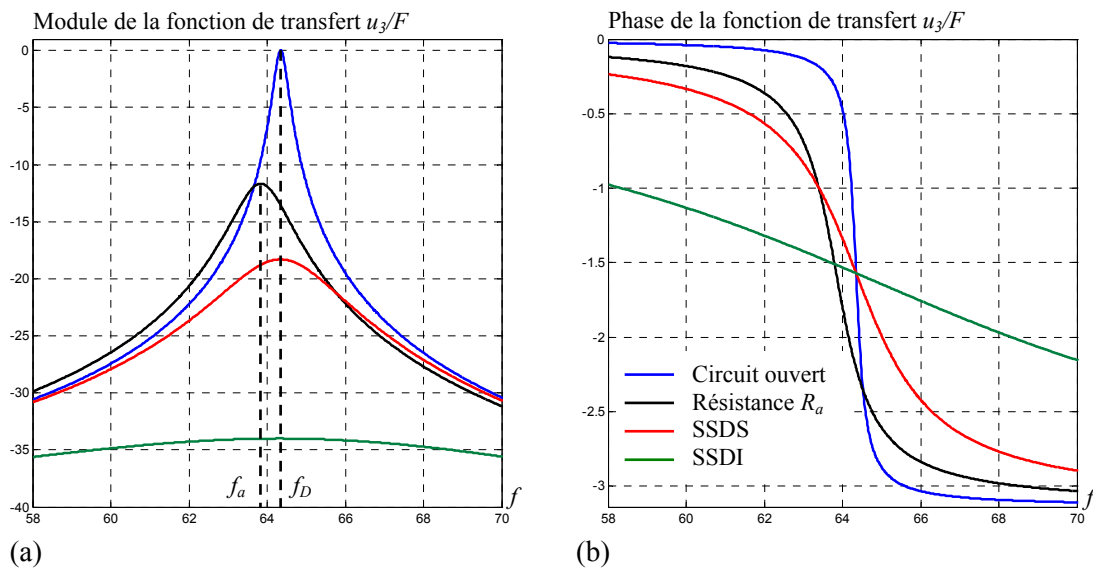 Module de la fonction de transfert u3/F
0
-5
-10
-15
-20
-25
-30
-35
-40
58
60
62
64
66
68
70
fa
fD
f
(a)
Phase de la fonction de transfert u3/F
0
-0.5
-1
-1.5
-2
-2.5
-3
58
60
62
64
66
68
70
f
Circuit ouvert
Résistance Ra
SSDS
SSDI
(b)